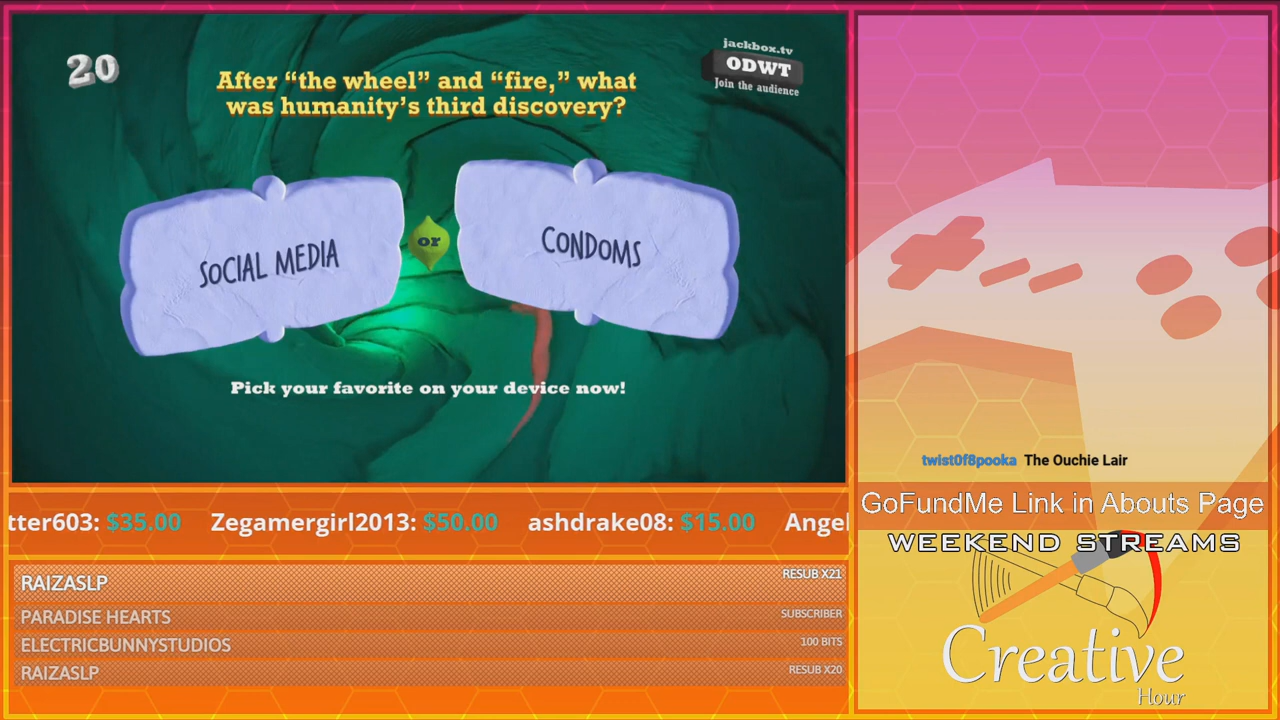 20
jackbox.tv
ODWT
Join the audience
After “the wheel” and “fire,” what
was humanity’s third discovery?
SOCIAL MEDIA
or
CONDOMS
Pick your favorite on your device now!
twist0f8pooka The Ouchie Lair
GoFundMe Link in Abouts Page
WEEKEND STREAMS
Creative
Hour
tter603: $35.00 Zegamergirl2013: $50.00 ashdrake08: $15.00 Angel
RAIZASLP RESUB X21
PARADISE HEARTS SUBSCRIBER
ELECTRICBUNNYSTUDIOS 100 BITS
RAIZASLP RESUB X20